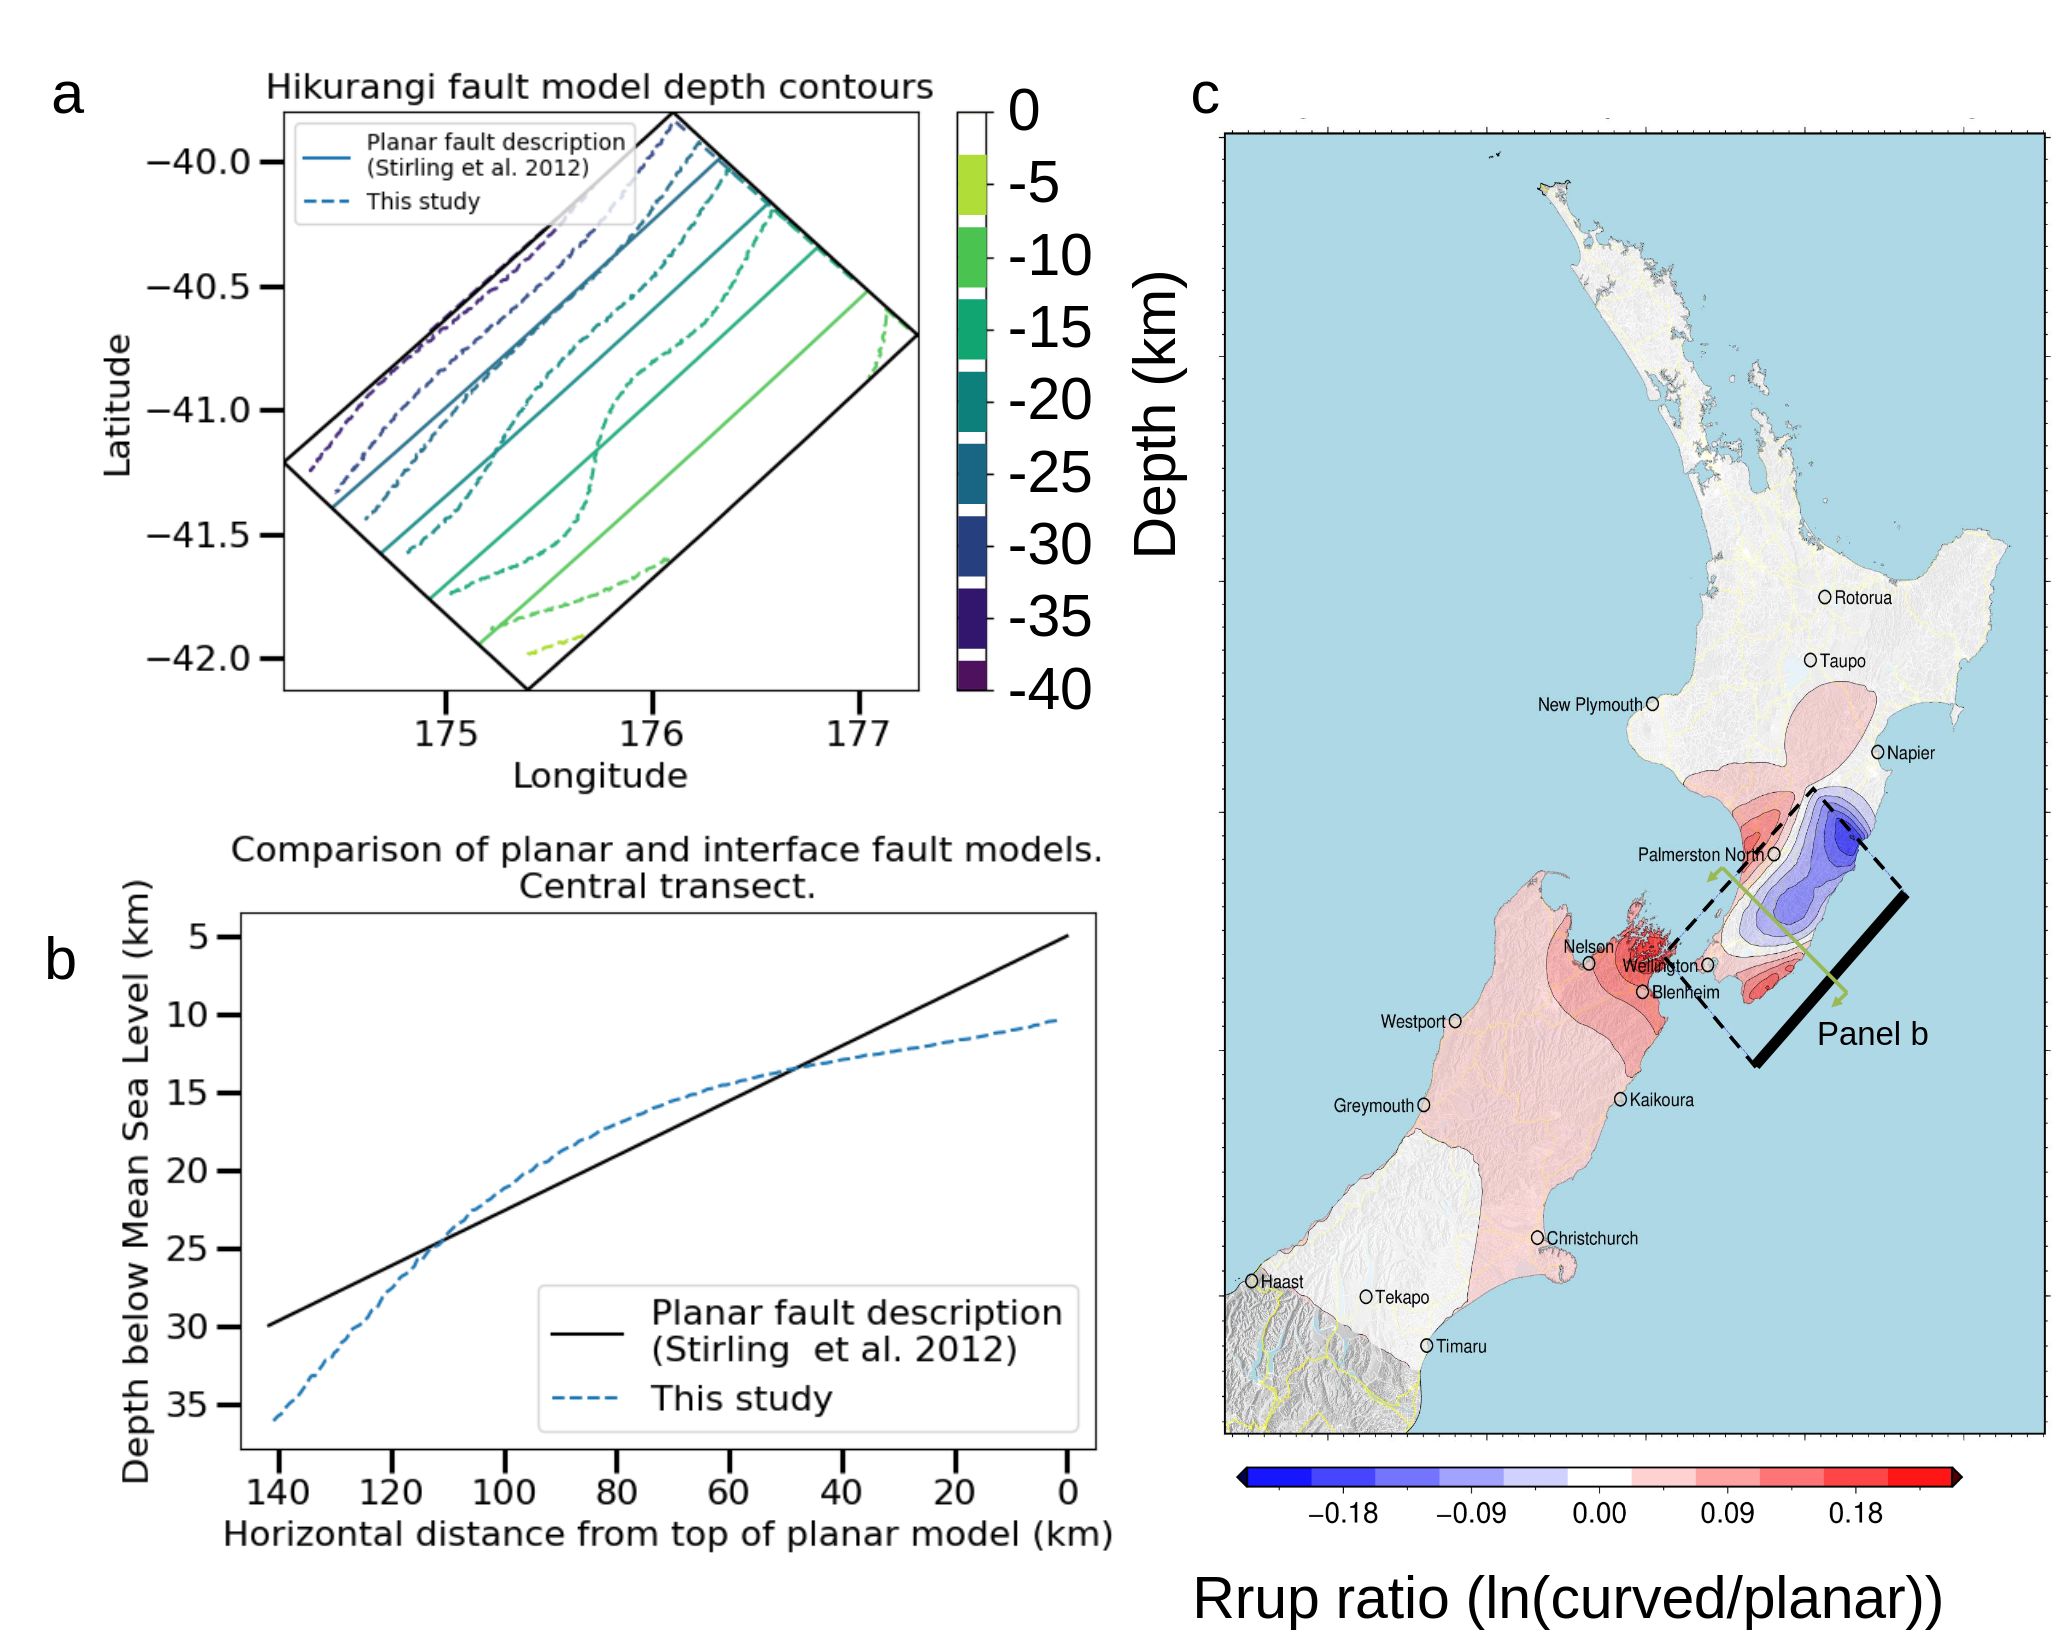 a
Hikurangi fault model depth contours
Planar fault description
(Stirling et al. 2012)
This study
−40.0
−40.5
−41.0
−41.5
−42.0
Latitude
175
176
177
Longitude
0
-5
-10
-15
-20
-25
-30
-35
-40
Depth (km)
b
Comparison of planar and interface fault models.
Central transect.
5
10
15
20
25
30
35
Depth below Mean Sea Level (km)
Planar fault description
(Stirling et al. 2012)
This study
140
120
100
80
60
40
20
0
Horizontal distance from top of planar model (km)
c
Rotorua
Taupo
New Plymouth
Napier
Palmerston North
Nelson
Wellington
Blenheim
Westport
Panel b
Kaikoura
Greymouth
Christchurch
Haast
Tekapo
Timaru
−0.18
−0.09
0.00
0.09
0.18
Rrup ratio (ln(curved/planar))